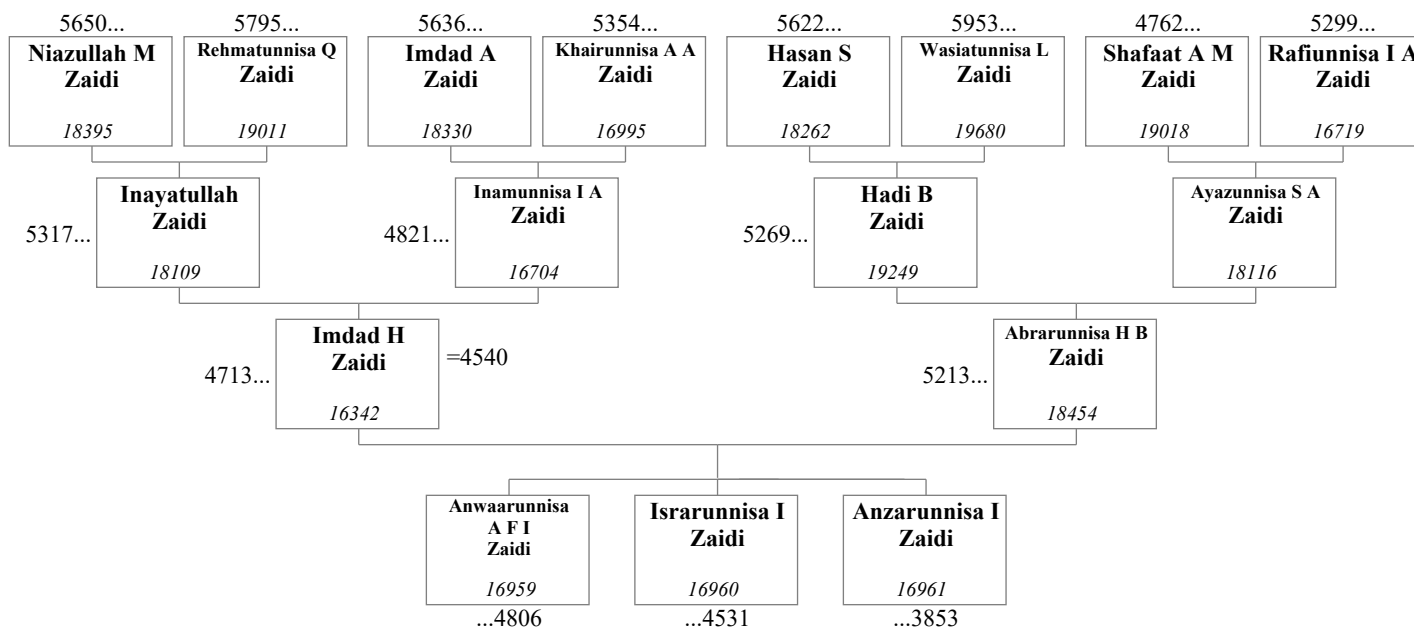 5650...
5795...
5636...
5354...
5622...
5953...
4762...
5299...
Niazullah M
Zaidi
18395
Rehmatunnisa Q
Zaidi
19011
Imdad A
Zaidi
18330
Khairunnisa A A
Zaidi
16995
Hasan S
Zaidi
18262
Wasiatunnisa L
Zaidi
19680
Shafaat A M
Zaidi
19018
Rafiunnisa I A
Zaidi
16719
5317...
Inayatullah
Zaidi
18109
4821...
Inamunnisa I A
Zaidi
16704
5269...
Hadi B
Zaidi
19249
Ayazunnisa S A
Zaidi
18116
4713...
Imdad H
Zaidi
16342
=4540
5213...
Abrarunnisa H B
Zaidi
18454
Anwaarunnisa
A F I
Zaidi
16959
...4806
Israrunnisa I
Zaidi
16960
...4531
Anzarunnisa I
Zaidi
16961
...3853